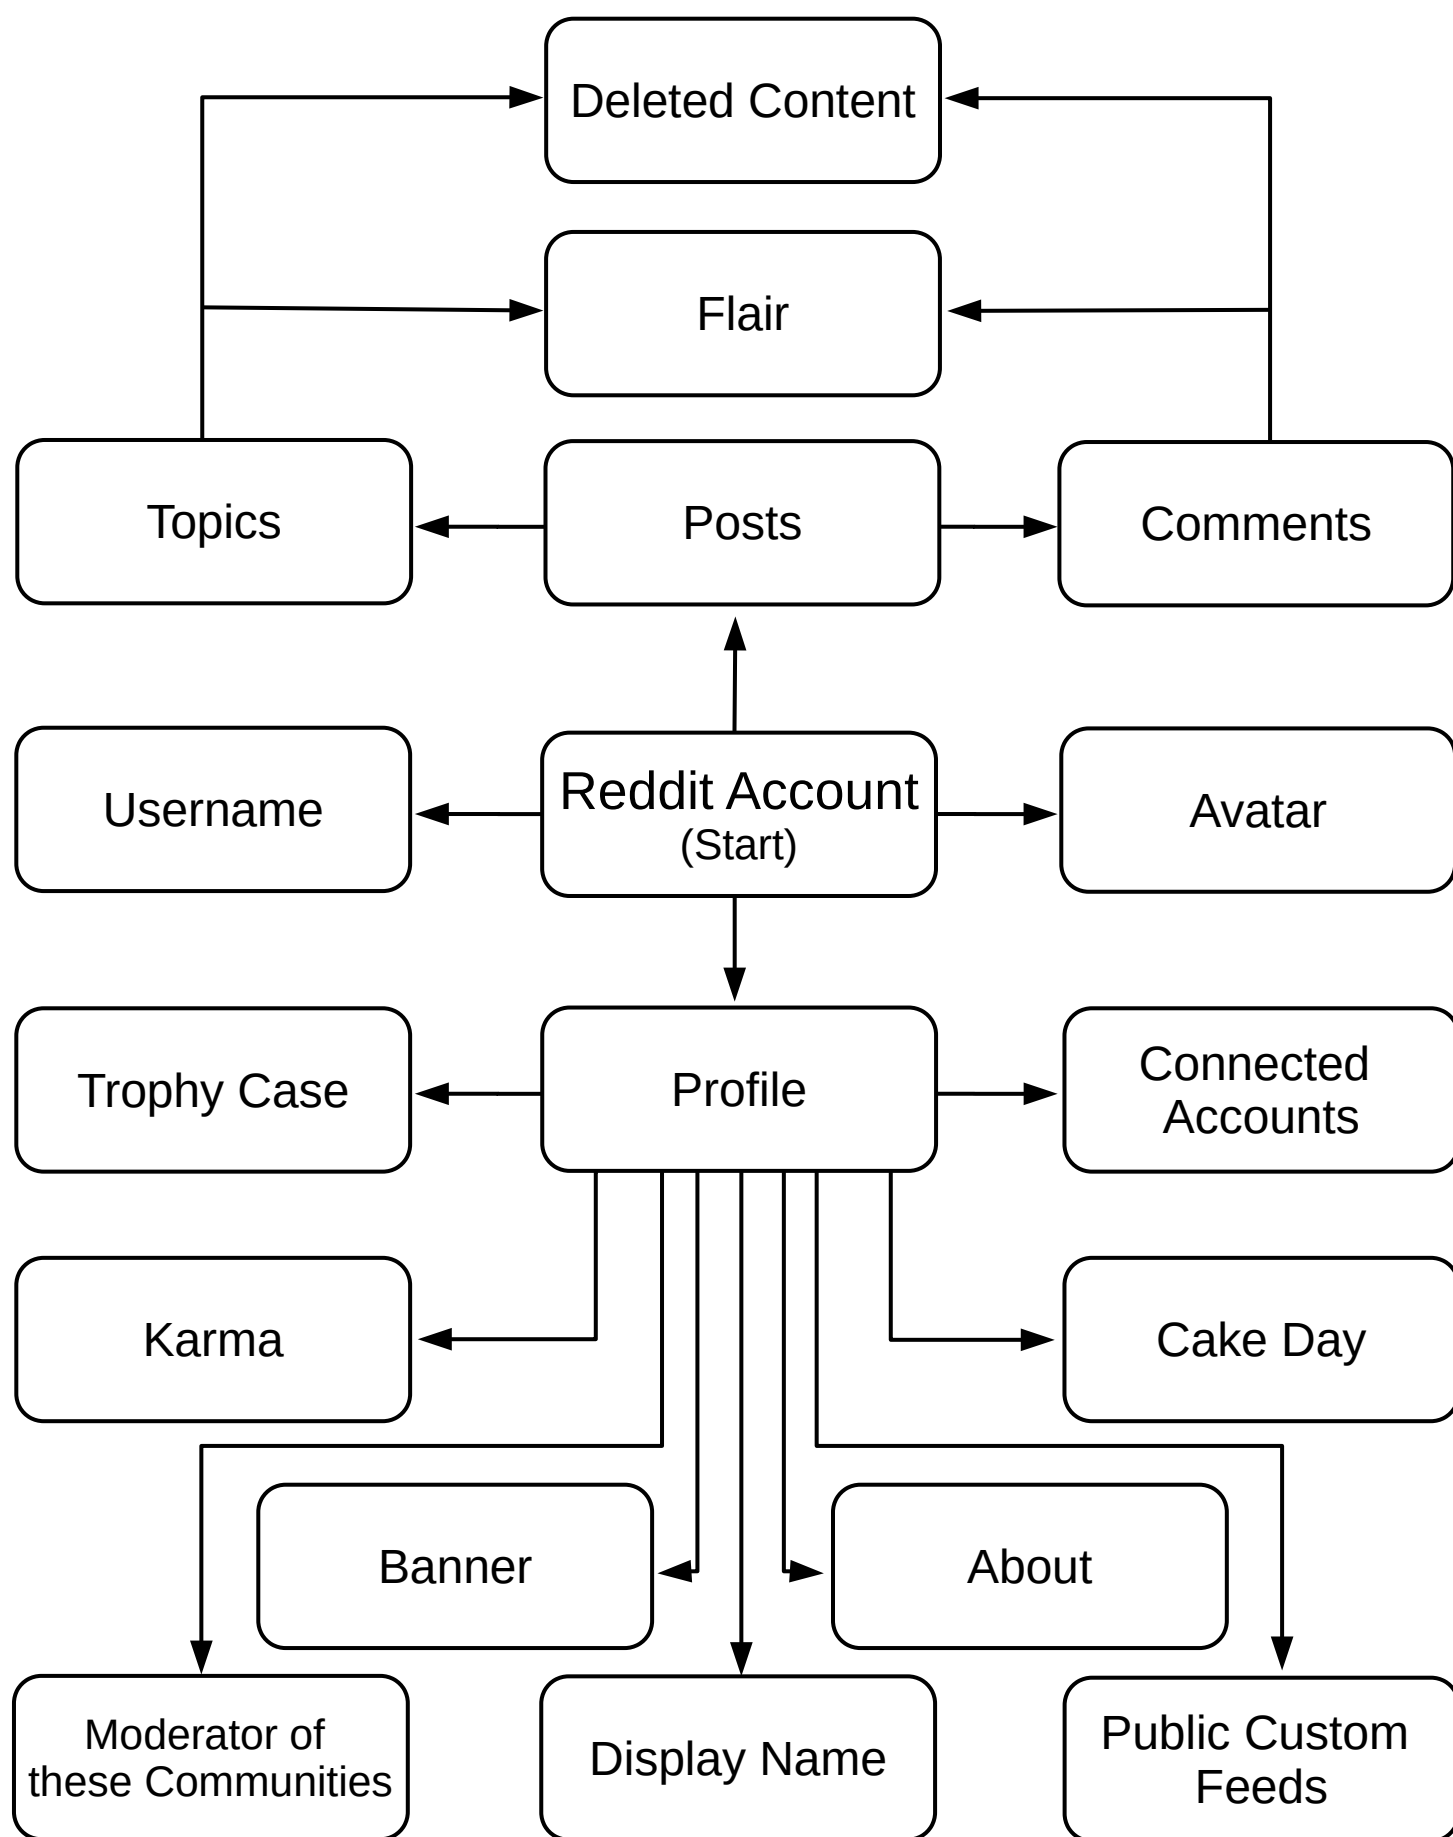 Deleted Content
Flair
Topics
Posts
Comments
Username
Reddit Account
(Start)
Avatar
Trophy Case
Profile
Connected
Accounts
Karma
Cake Day
Banner
About
Moderator of
these Communities
Display Name
Public Custom
Feeds